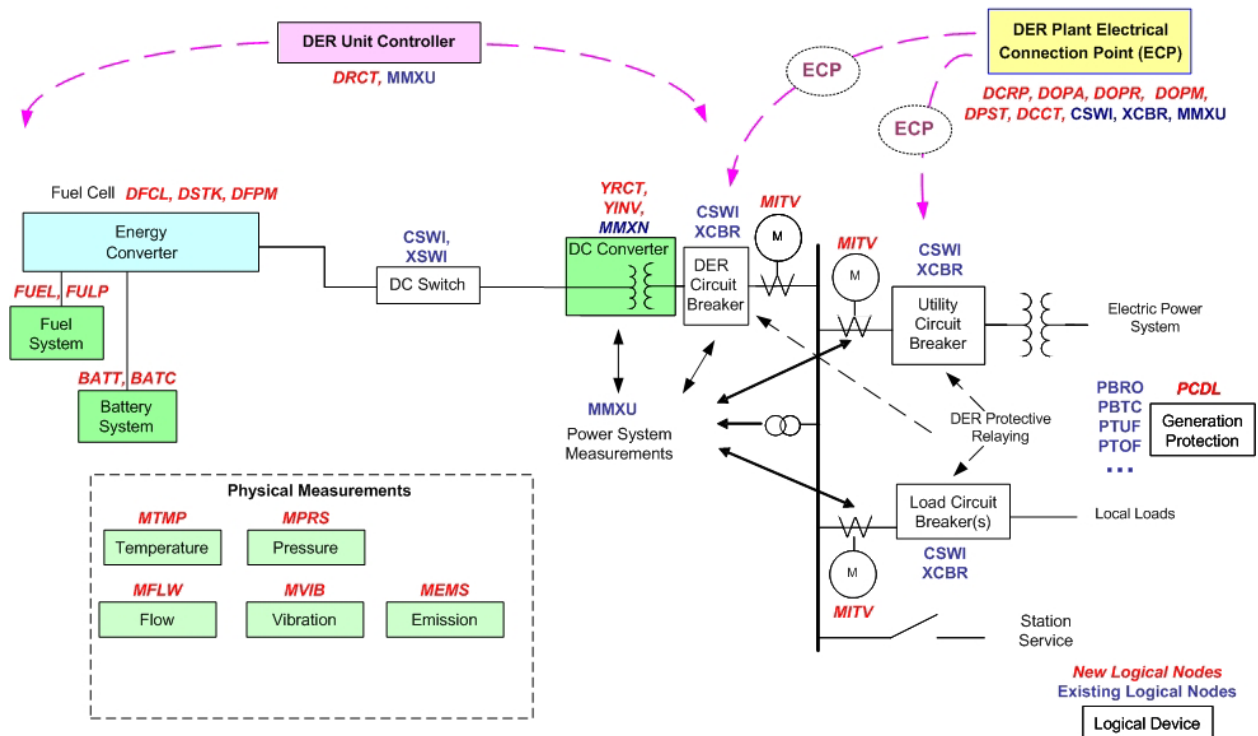 DER Unit Controller
DRCT, MMXU
ECP
DER Plant Electrical
Connection Point (ECP)
DCRP, DOPA, DOPR, DOPM,
DPST, DCCT, CSWI, XCBR, MMXU
ECP
Fuel Cell DFCL, DSTK, DFPM
Energy
Converter
FUEL, FULP
Fuel
System
BATT, BATC
Battery
System
CSWI,
XSWI
DC Switch
YRCT,
YINV,
MMXN
DC Converter
CSWI
XCBR
DER
Circuit
Breaker
MITV
M
MITV
M
CSWI
XCBR
Utility
Circuit
Breaker
Electric Power
System
MMXU
Power System
Measurements
DER Protective
Relaying
PBRO
PBTC
PTUF
PTOF
...
PCDL
Generation
Protection
Load Circuit
Breaker(s)
CSWI
XCBR
Local Loads
M
MITV
Station
Service
Physical Measurements
MTMP
Temperature
MPRS
Pressure
MFLW
Flow
MVIB
Vibration
MEMS
Emission
New Logical Nodes
Existing Logical Nodes
Logical Device